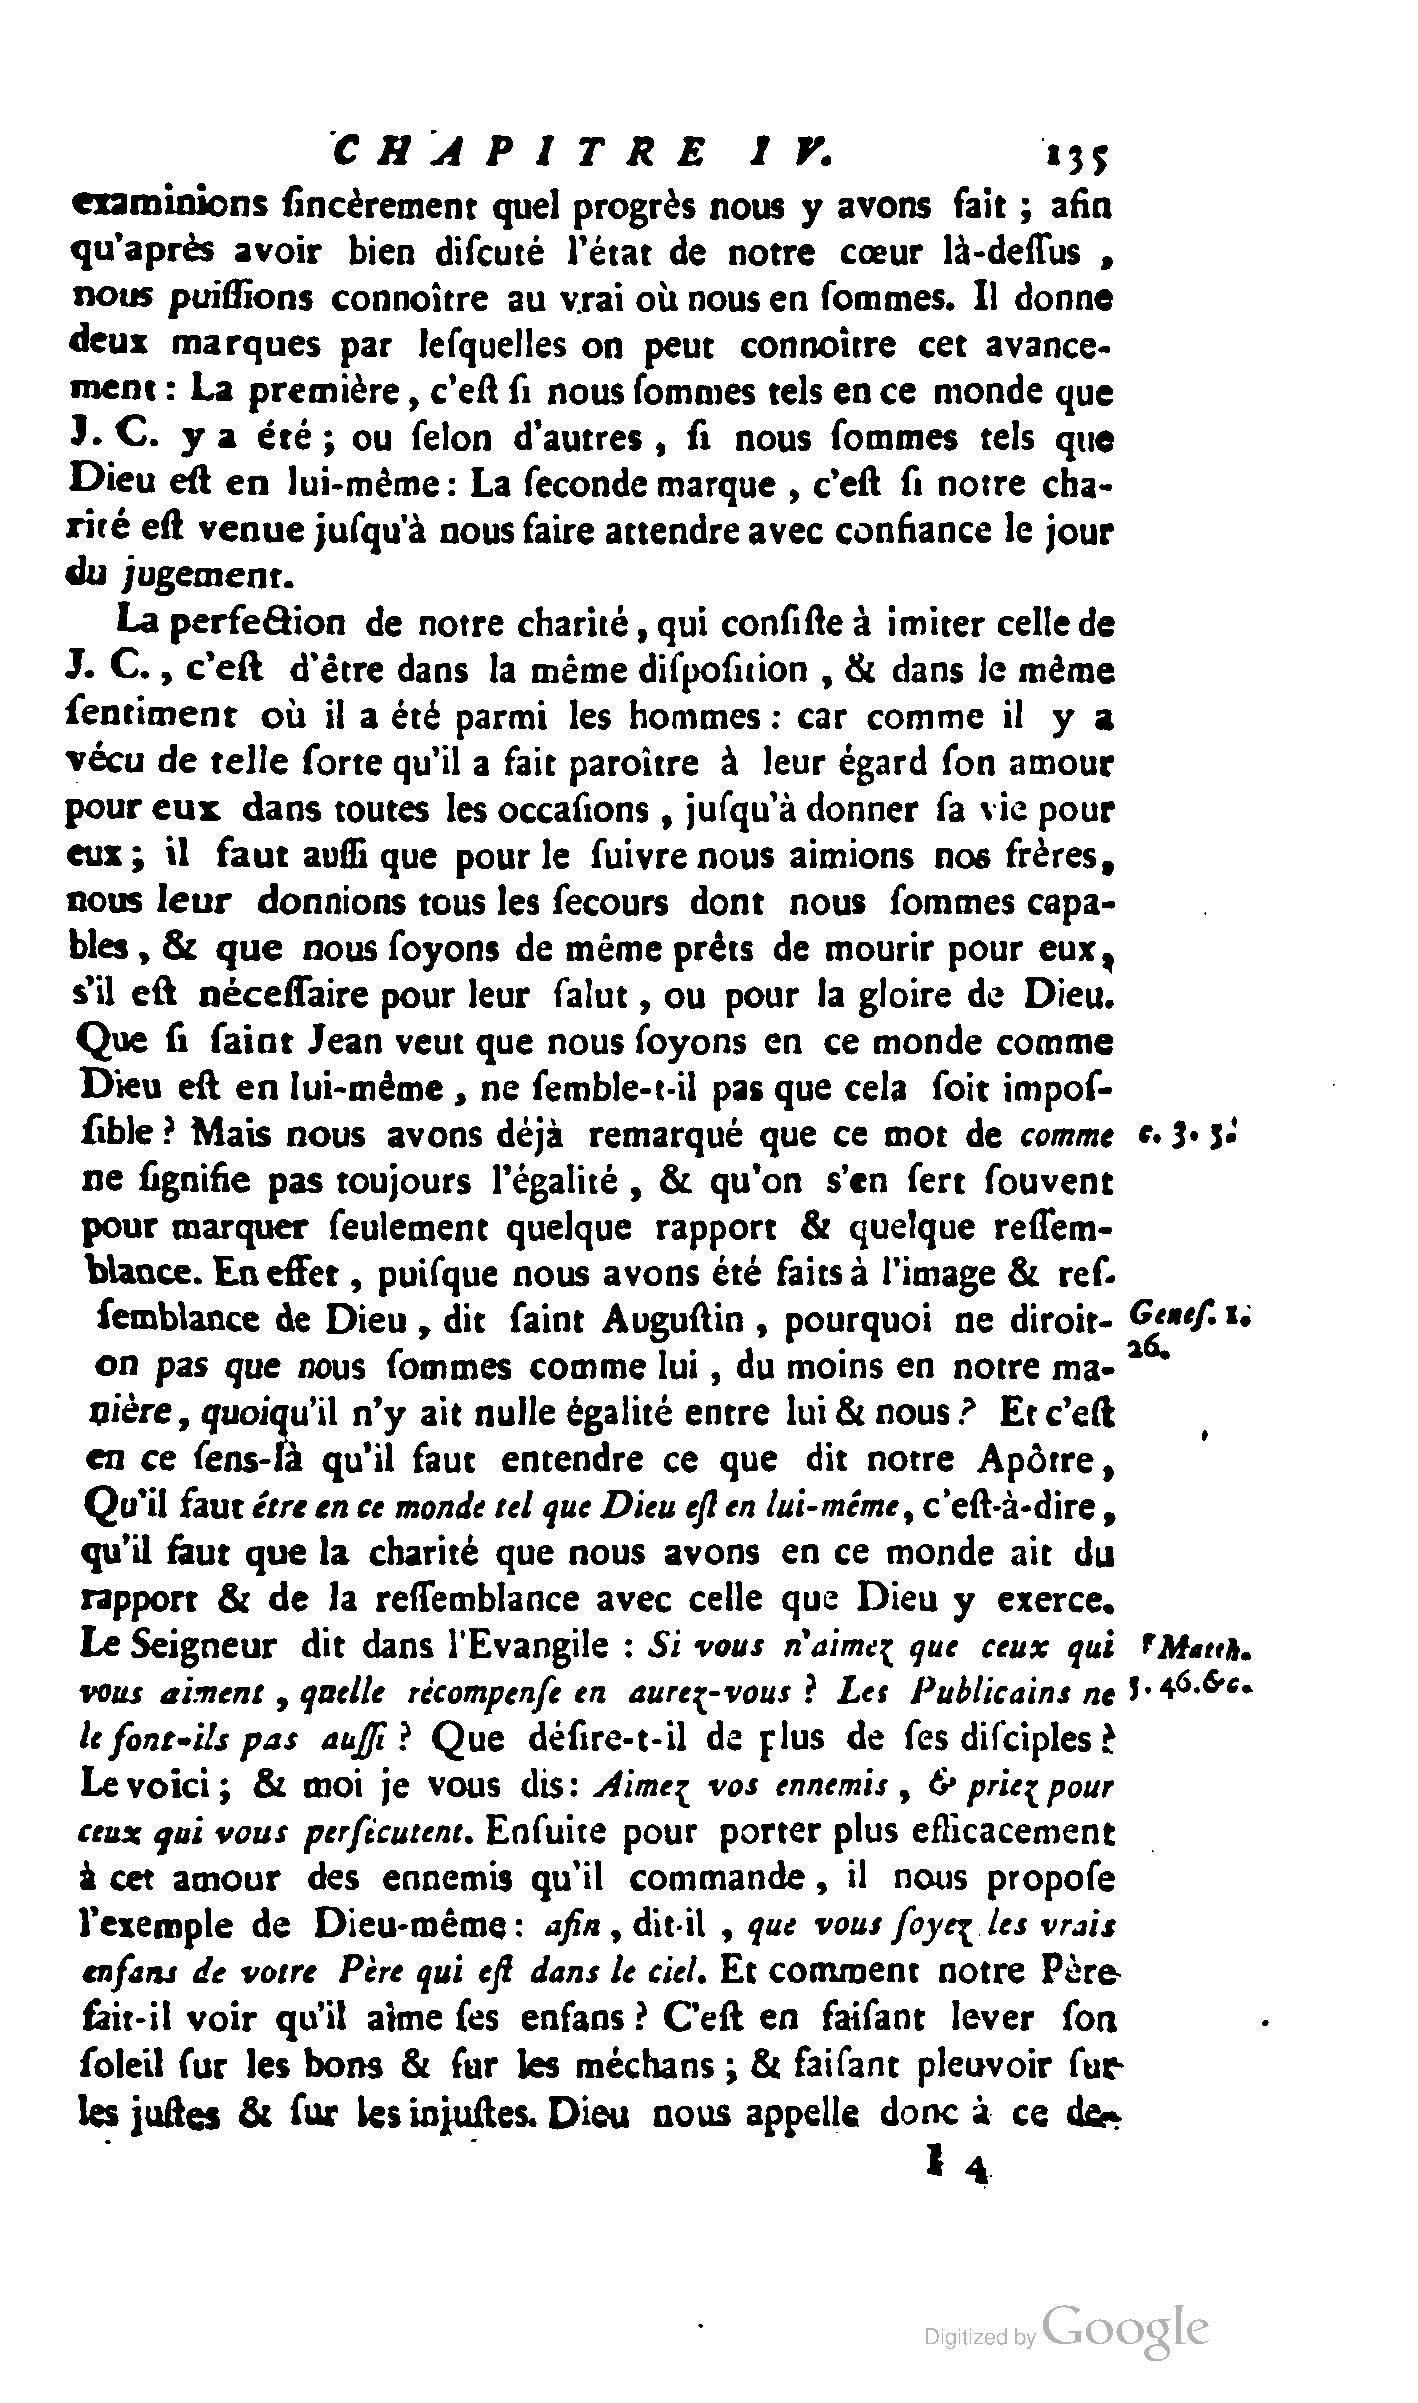 CHAPITRE IV. 135
examinions ſincèrement quel progrès nous y avons fait ; afin
qu'après avoir bien diſcuté l'état de notre cœur là-deſſus ,
nous puiſſions connoître au vrai où nous en ſommes. Il donne
deux marques par leſquelles on peut connoître cet avance-
ment : La première , c'eſt ſi nous ſommes tels en ce monde que
J. C. y a été ; ou ſelon d'autres , ſi nous ſommes tels que
Dieu eſt en lui-même : La ſeconde marque , c'eſt ſi notre cha-
rité eſt venue juſqu'à nous faire attendre avec confiance le jour
du jugement.
La perfection de notre charité , qui conſiſte à imiter celle de
J. C. , c'eſt d'être dans la même diſpoſition , & dans le même
ſentiment où il a été parmi les hommes : car comme il y a
vécu de telle ſorte qu'il a fait paroître à leur égard ſon amour
pour eux dans toutes les occaſions , juſqu'à donner ſa vie pour
eux ; il faut auſſi que pour le ſuivre nous aimions nos frères,
nous leur donnions tous les ſecours dont nous ſommes capa-
bles , & que nous ſoyons de même prêts de mourir pour eux,
s'il eſt néceſſaire pour leur ſalut , ou pour la gloire de Dieu.
Que ſi ſaint Jean veut que nous ſoyons en ce monde comme
Dieu eſt en lui-même , ne ſemble-t-il pas que cela ſoit impoſ-
ſible ? Mais nous avons déjà remarqué que ce mot de comme c. 3. 3.
ne ſignifie pas toujours l'égalité , & qu'on s'en ſert ſouvent
pour marquer ſeulement quelque rapport & quelque reſſem-
blance. En effet , puiſque nous avons été faits à l'image & reſ-
ſemblance de Dieu , dit ſaint Auguſtin , pourquoi ne diroit- Geneſ. 1.
on pas que nous ſommes comme lui , du moins en notre ma- 26.
nière, quoiqu'il n'y ait nulle égalité entre lui & nous ? Et c'eſt
en ce ſens-là qu'il faut entendre ce que dit notre Apôtre,
Qu'il faut être en ce monde tel que Dieu eſt en lui-même, c'eſt-à-dire ,
qu'il faut que la charité que nous avons en ce monde ait du
rapport & de la reſſemblance avec celle que Dieu y exerce.
Le Seigneur dit dans l'Evangile : Si vous n'aimez que ceux qui Matth.
vous aiment , quelle récompenſe en aurez-vous ? Les Publicains ne 5. 46. &c.
le font-ils pas auſſi ? Que déſire-t-il de plus de ſes diſciples ?
Le voici ; & moi je vous dis : Aimez vos ennemis , & priez pour
ceux qui vous perſécutent. Enſuite pour porter plus efficacement
à cet amour des ennemis qu'il commande , il nous propoſe
l'exemple de Dieu-même : afin , dit-il , que vous ſoyez les vrais
enfans de votre Père qui eſt dans le ciel. Et comment notre Père
fait-il voir qu'il aime ſes enfans ? C'eſt en faiſant lever ſon
ſoleil ſur les bons & ſur les méchans ; & faiſant pleuvoir ſur
les juſtes & ſur les injuſtes. Dieu nous appelle donc à ce de-
I 4
Digitized by Google